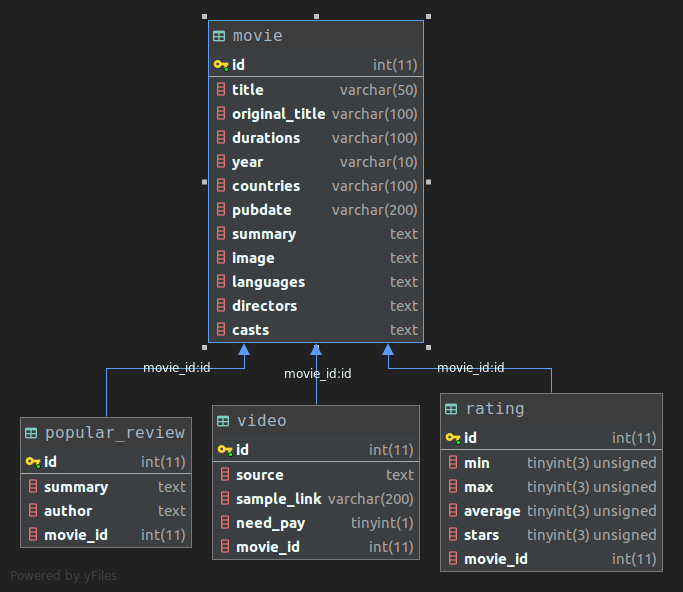 movie
id int(11)
title varchar(50)
original_title varchar(100)
durations varchar(100)
year varchar(10)
countries varchar(100)
pubdate varchar(200)
summary text
image text
languages text
directors text
casts text
movie_id:id
movie_id:id
movie_id:id
popular_review
id int(11)
summary text
author text
movie_id int(11)
video
id int(11)
source text
sample_link varchar(200)
need_pay tinyint(1)
movie_id int(11)
rating
id int(11)
min tinyint(3) unsigned
max tinyint(3) unsigned
average tinyint(3) unsigned
stars tinyint(3) unsigned
movie_id int(11)
Powered by yFiles